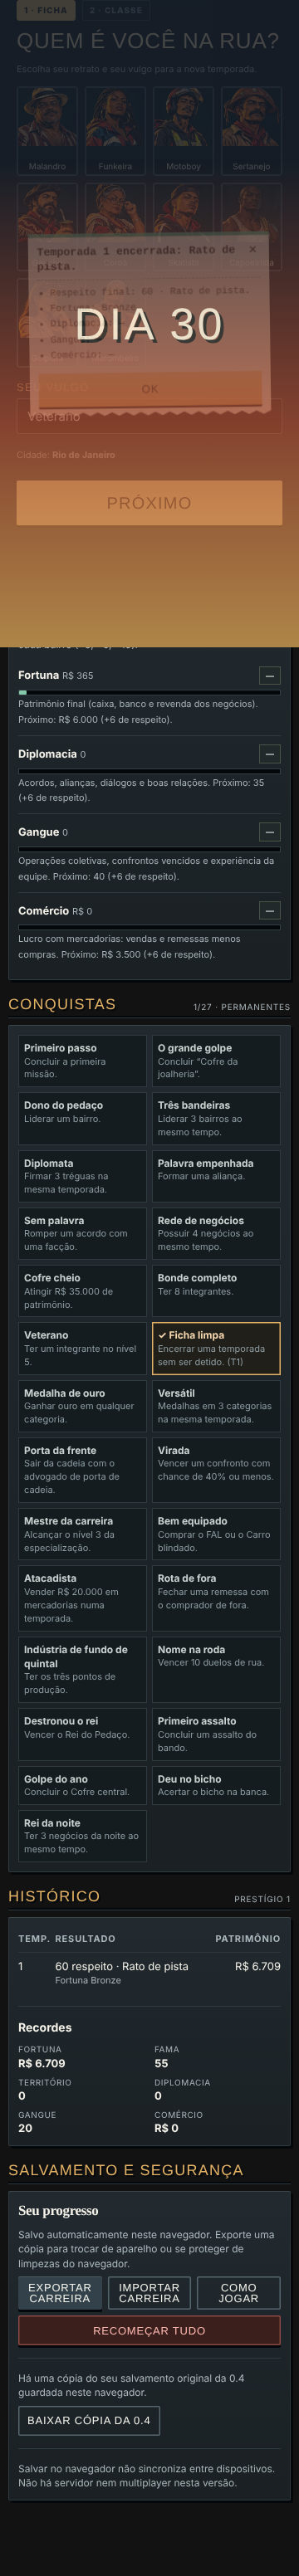 1 · FICHA
2 · CLASSE
QUEM É VOCÊ NA RUA?
Escolha seu retrato e seu vulgo para a nova temporada.
Malandro
Funkeira
Motoboy
Sertanejo
Temporada 1 encerrada: Rato de
pista.
×
• Respeito final: 60 · Rato de pista.
• Fortuna: Bronze
DIA 30
• Comércio: —
OK
SEU VULGO
Veterano
Cidade: Rio de Janeiro
PRÓXIMO
Fortuna R$ 365
—
Patrimônio final (caixa, banco e revenda dos negócios).
Próximo: R$ 6.000 (+6 de respeito).
Diplomacia 0
—
Acordos, alianças, diálogos e boas relações. Próximo: 35
(+6 de respeito).
Gangue 0
—
Operações coletivas, confrontos vencidos e experiência da
equipe. Próximo: 40 (+6 de respeito).
Comércio R$ 0
—
Lucro com mercadorias: vendas e remessas menos
compras. Próximo: R$ 3.500 (+6 de respeito).
CONQUISTAS
1/27 · PERMANENTES
Primeiro passo
Concluir a primeira
missão.
O grande golpe
Concluir “Cofre da
joalheria”.
Dono do pedaço
Liderar um bairro.
Três bandeiras
Liderar 3 bairros ao
mesmo tempo.
Diplomata
Firmar 3 tréguas na
mesma temporada.
Palavra empenhada
Formar uma aliança.
Sem palavra
Romper um acordo com
uma facção.
Rede de negócios
Possuir 4 negócios ao
mesmo tempo.
Cofre cheio
Atingir R$ 35.000 de
patrimônio.
Bonde completo
Ter 8 integrantes.
Veterano
Ter um integrante no nível
5.
✓ Ficha limpa
Encerrar uma temporada
sem ser detido. (T1)
Medalha de ouro
Ganhar ouro em qualquer
categoria.
Versátil
Medalhas em 3 categorias
na mesma temporada.
Porta da frente
Sair da cadeia com o
advogado de porta de
cadeia.
Virada
Vencer um confronto com
chance de 40% ou menos.
Mestre da carreira
Alcançar o nível 3 da
especialização.
Bem equipado
Comprar o FAL ou o Carro
blindado.
Atacadista
Vender R$ 20.000 em
mercadorias numa
temporada.
Rota de fora
Fechar uma remessa com
o comprador de fora.
Indústria de fundo de
quintal
Ter os três pontos de
produção.
Nome na roda
Vencer 10 duelos de rua.
Destronou o rei
Vencer o Rei do Pedaço.
Primeiro assalto
Concluir um assalto do
bando.
Golpe do ano
Concluir o Cofre central.
Deu no bicho
Acertar o bicho na banca.
Rei da noite
Ter 3 negócios da noite ao
mesmo tempo.
HISTÓRICO
PRESTÍGIO 1
TEMP. RESULTADO PATRIMÔNIO
1 60 respeito · Rato de pista R$ 6.709
Fortuna Bronze
Recordes
FORTUNA
R$ 6.709
FAMA
55
TERRITÓRIO
0
DIPLOMACIA
0
GANGUE
20
COMÉRCIO
R$ 0
SALVAMENTO E SEGURANÇA
Seu progresso
Salvo automaticamente neste navegador. Exporte uma
cópia para trocar de aparelho ou se proteger de
limpezas do navegador.
EXPORTAR
CARREIRA
IMPORTAR
CARREIRA
COMO
JOGAR
RECOMEÇAR TUDO
Há uma cópia do seu salvamento original da 0.4
guardada neste navegador.
BAIXAR CÓPIA DA 0.4
Salvar no navegador não sincroniza entre dispositivos.
Não há servidor nem multiplayer nesta versão.